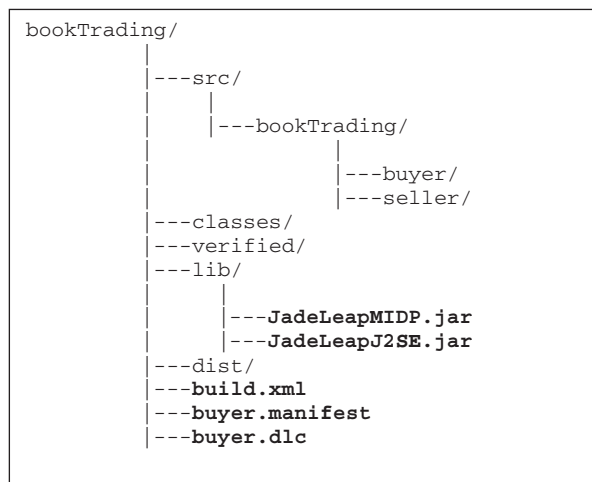 bookTrading/
|
|---src/
| |
| |---bookTrading/
| |
| |---buyer/
| |---seller/
|---classes/
|---verified/
|---lib/
| |
| |---JadeLeapMIDP.jar
| |---JadeLeapJ2SE.jar
|---dist/
|---build.xml
|---buyer.manifest
|---buyer.dlc